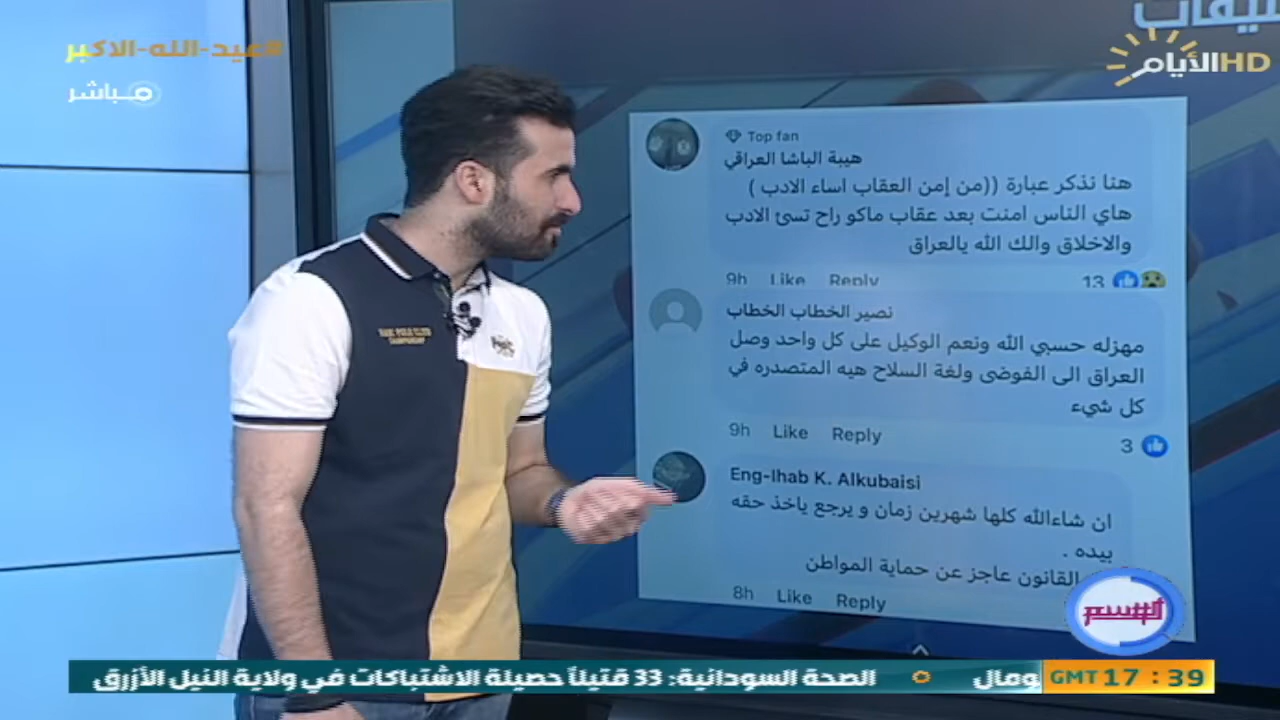 #عيد-الله-الاكبر
مباشر
الأيام HD
Top fan
هيبة الباشا العراقي
هنا نذكر عبارة ((من إمن العقاب اساء الادب )
هاي الناس امنت بعد عقاب ماكو راح تسئ الادب
والاخلاق والك الله يالعراق
9h Like Reply 13
نصير الخطاب الخطاب
مهزله حسبي الله ونعم الوكيل على كل واحد وصل
العراق الى الفوضى ولغة السلاح هيه المتصدره في
كل شيء
9h Like Reply 3
Eng-Ihab K. Alkubaisi
ان شاءالله كلها شهرين زمان و يرجع ياخذ حقه
بيده .
القانون عاجز عن حماية المواطن
8h Like Reply
الصحة السودانية: 33 قتيلاً حصيلة الاشتباكات في ولاية النيل الأزرق
GMT 17 : 39